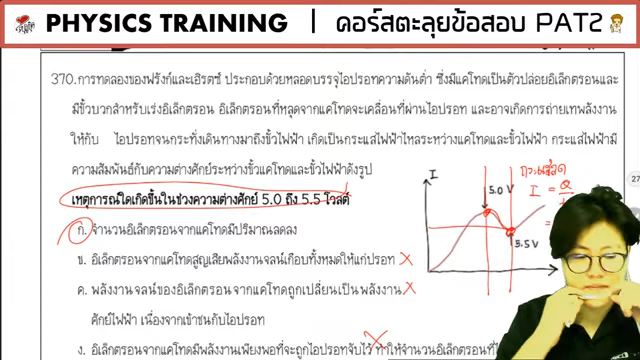 PHYSICS TRAINING | คอร์สตะลุยข้อสอบ PAT2
370. การทดลองของฟรังก์และเฮิรตซ์ ประกอบด้วยหลอดบรรจุไอปรอทความดันต่ำ ซึ่งมีแคโทดเป็นตัวปล่อยอิเล็กตรอนและ
มีขั้วบวกสำหรับเร่งอิเล็กตรอน อิเล็กตรอนที่หลุดจากแคโทดจะเคลื่อนที่ผ่านไอปรอท และอาจเกิดการถ่ายเทพลังงาน
ให้กับ ไอปรอทจนกระทั่งเดินทางมาถึงขั้วไฟฟ้า เกิดเป็นกระแสไฟฟ้าไหลระหว่างแคโทดและขั้วไฟฟ้า กระแสไฟฟ้ามี
ความสัมพันธ์กับความต่างศักย์ระหว่างขั้วแคโทดและขั้วไฟฟ้าดังรูป
เหตุการณ์ใดเกิดขึ้นในช่วงความต่างศักย์ 5.0 ถึง 5.5 โวลต์
ก. จำนวนอิเล็กตรอนจากแคโทดมีปริมาณลดลง
ข. อิเล็กตรอนจากแคโทดสูญเสียพลังงานจลน์เกือบทั้งหมดให้แก่ปรอท
ค. พลังงานจลน์ของอิเล็กตรอนจากแคโทดถูกเปลี่ยนเป็นพลังงาน
ศักย์ไฟฟ้า เนื่องจากเข้าชนกับไอปรอท
ง. อิเล็กตรอนจากแคโทดมีพลังงานเพียงพอที่จะถูกไอปรอทจับไว้ ทำให้จำนวนอิเล็กตรอนที่
I
5.0 V
5.5 V
I = Q
27